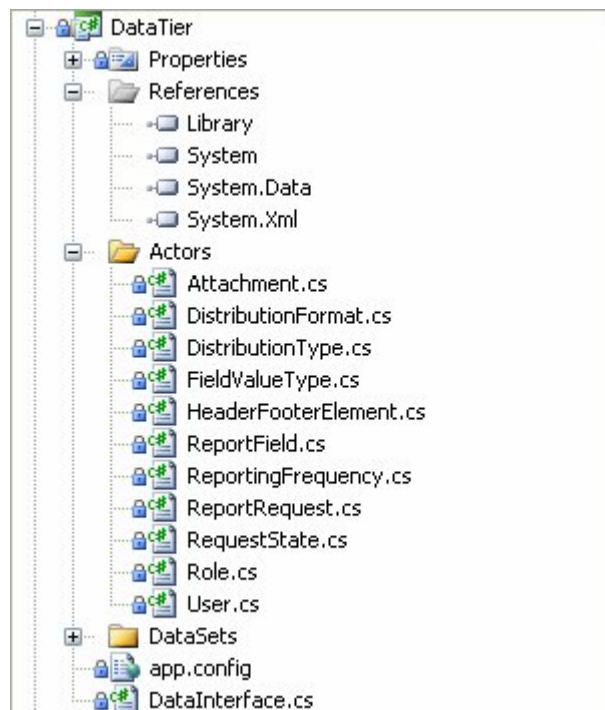 DataTier
Properties
References
Library
System
System.Data
System.Xml
Actors
Attachment.cs
DistributionFormat.cs
DistributionType.cs
FieldValueType.cs
HeaderFooterElement.cs
ReportField.cs
ReportingFrequency.cs
ReportRequest.cs
RequestState.cs
Role.cs
User.cs
DataSets
app.config
DataInterface.cs